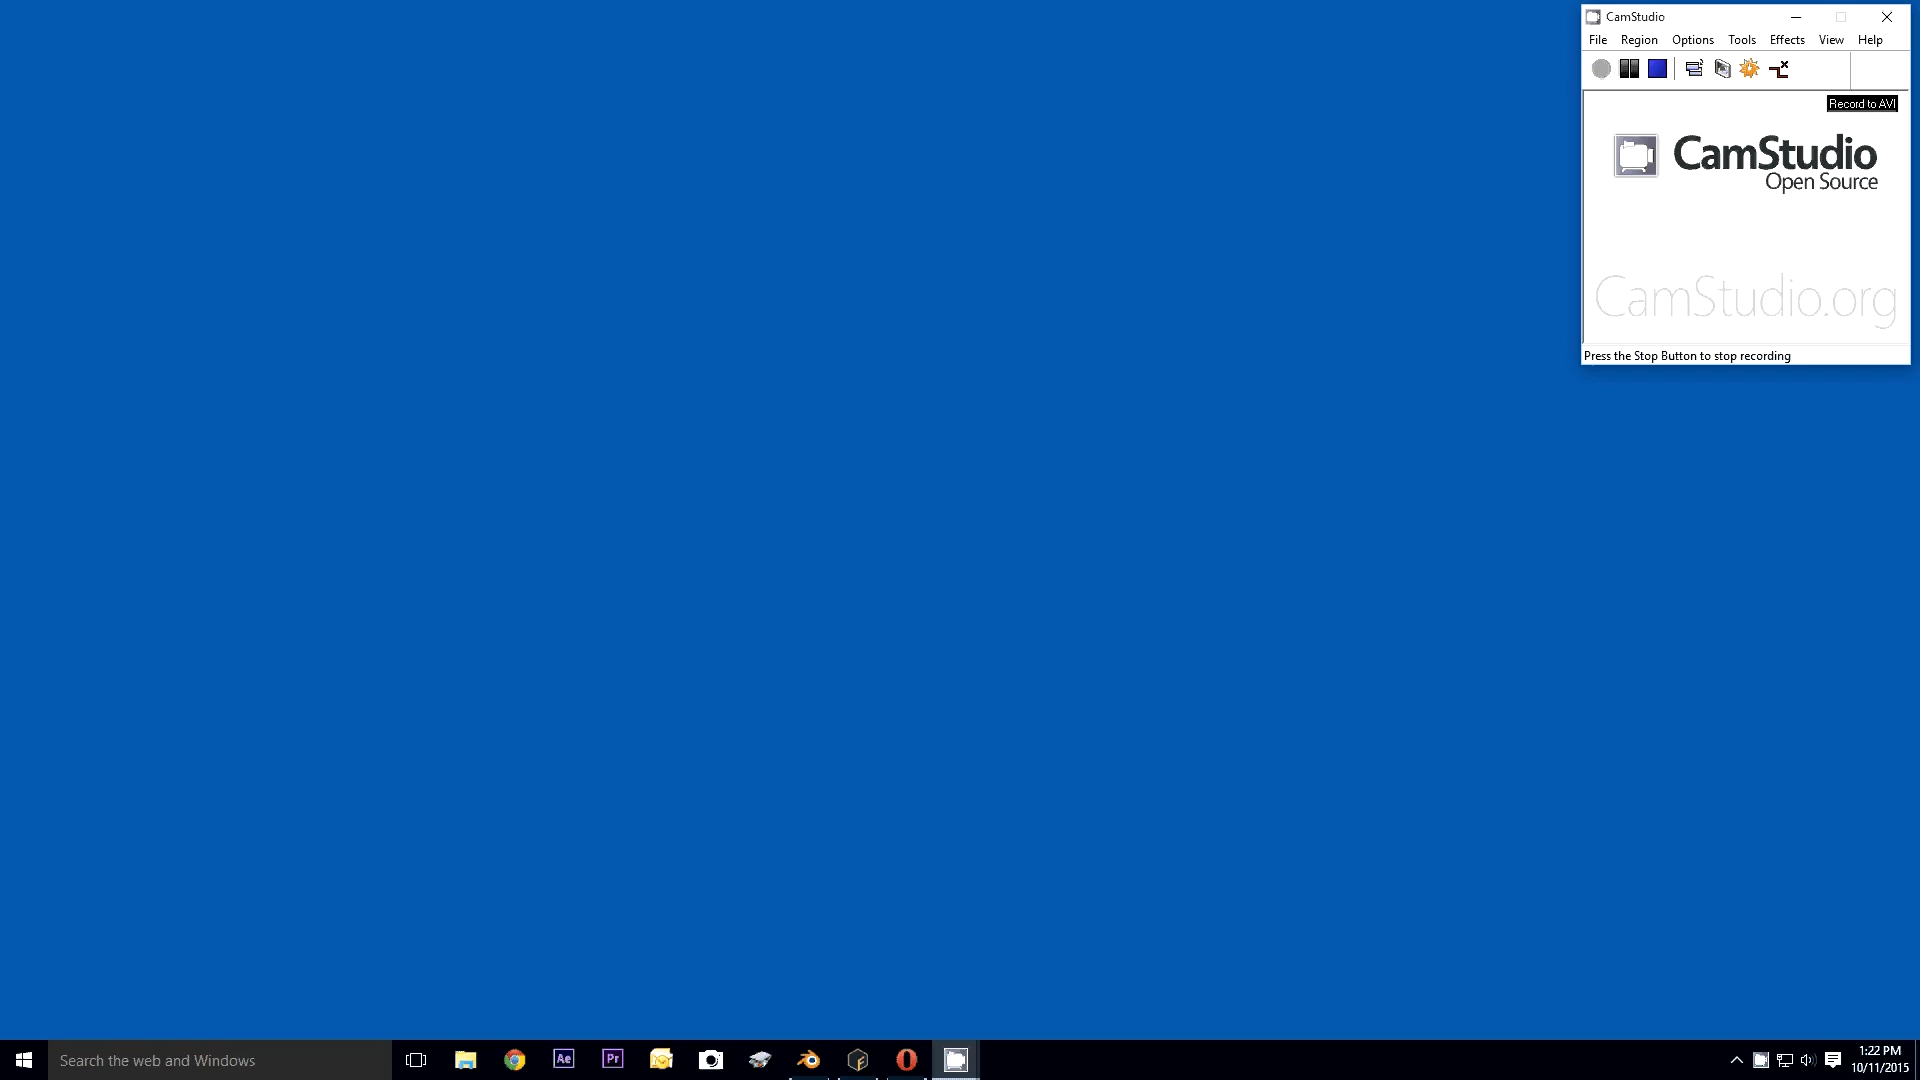 CamStudio
File Region Options Tools Effects View Help
Record to AVI
CamStudio
Open Source
CamStudio.org
Press the Stop Button to stop recording
Search the web and Windows
Ae
Pr
1:22 PM
10/11/2015